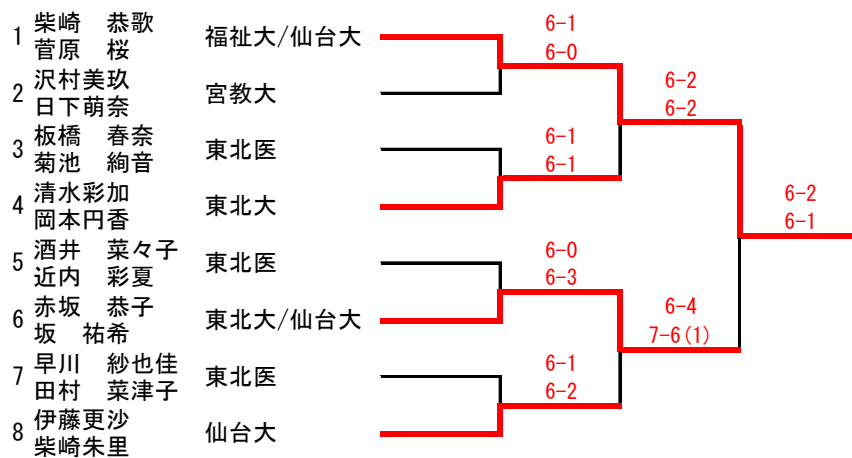 1 柴崎　恭歌 福祉大/仙台大
菅原　桜
6-1
6-0
2 沢村美玖 宮教大
日下萌奈
6-2
6-2
3 板橋　春奈 東北医
菊池　絢音
6-1
6-1
4 清水彩加 東北大
岡本円香
6-2
6-1
5 酒井　菜々子 東北医
近内　彩夏
6-0
6-3
6 赤坂　恭子 東北大/仙台大
坂　祐希
6-4
7-6(1)
7 早川　紗也佳 東北医
田村　菜津子
6-1
6-2
8 伊藤更沙 仙台大
柴崎朱里